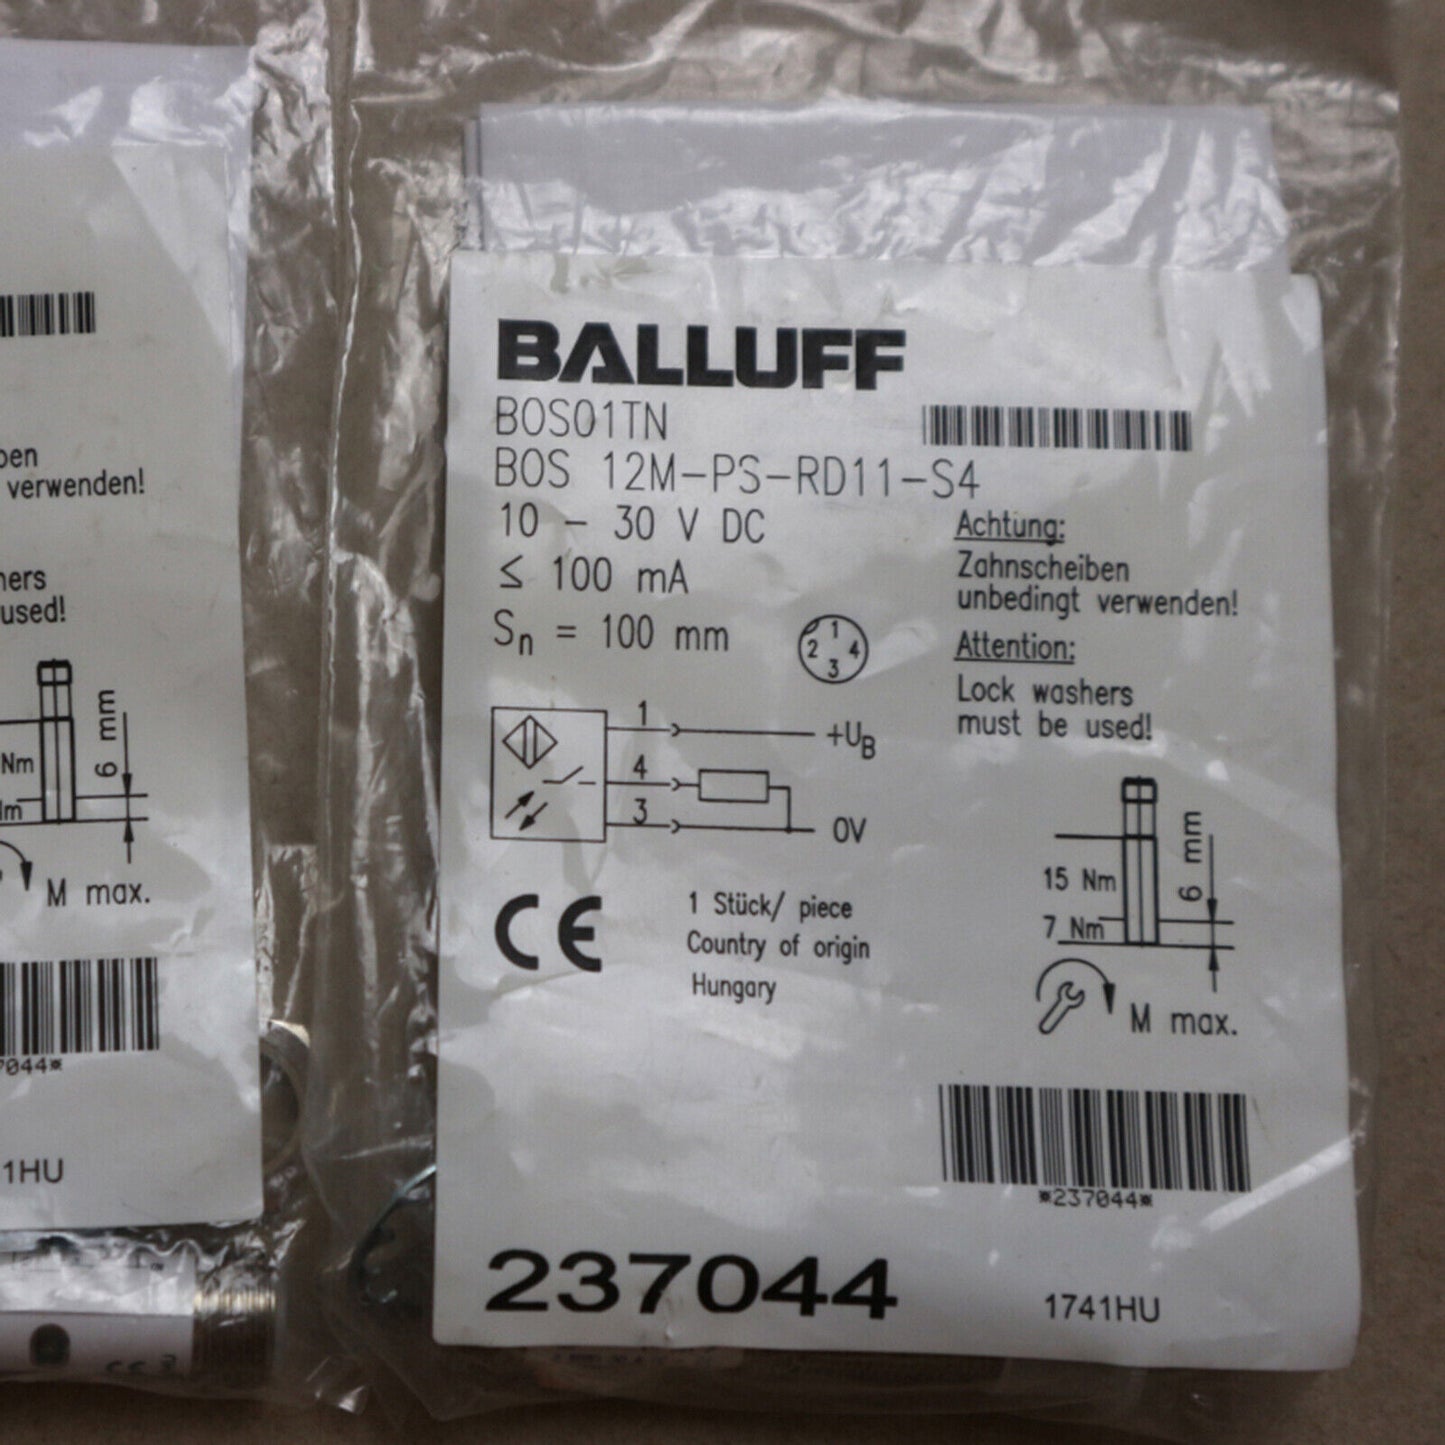 BALLUFF
BOS01TN
BOS 12M-PS-RD11-S4
10 - 30 V DC
≤ 100 mA
Sn = 100 mm
1
2 4
3
Achtung:
Zahnscheiben
unbedingt verwenden!
Attention:
Lock washers
must be used!
1
+UB
4
3
0V
15 Nm
7 Nm
6 mm
M max.
CE
1 Stück/ piece
Country of origin
Hungary
*237044*
237044
1741HU
verwenden!
used!
6 mm
Nm
M max.
7044*
1HU